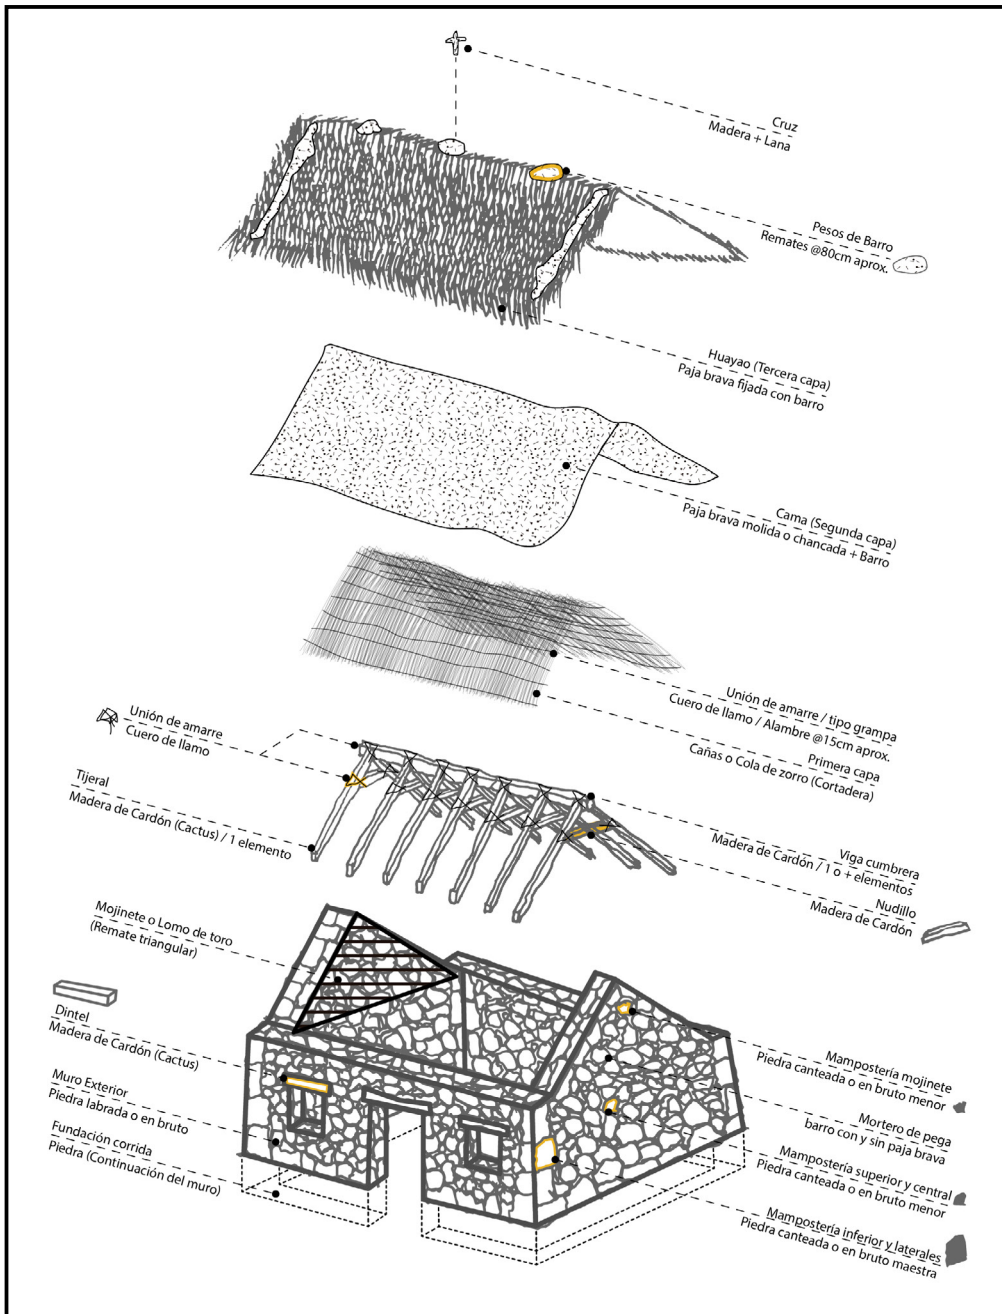 Cruz
Madera + Lana
Pesos de Barro
Remates @80cm aprox.
Huayao (Tercera capa)
Paja brava fijada con barro
Cama (Segunda capa)
Paja brava molida o chancada + Barro
Unión de amarre / tipo grampa
Cuero de llamo / Alambre @15cm aprox.
Primera capa
Cañas o Cola de zorro (Cortadera)
Unión de amarre
Cuero de llamo
Tijeral
Madera de Cardón (Cactus) / 1 elemento
Viga cumbrera
Madera de Cardón / 1 o + elementos
Nudillo
Madera de Cardón
Mojinete o Lomo de toro
(Remate triangular)
Dintel
Madera de Cardón (Cactus)
Muro Exterior
Piedra labrada o en bruto
Fundación corrida
Piedra (Continuación del muro)
Mampostería mojinete
Piedra canteada o en bruto menor
Mortero de pega
barro con y sin paja brava
Mampostería superior y central
Piedra canteada o en bruto menor
Mampostería inferior y laterales
Piedra canteada o en bruto maestra